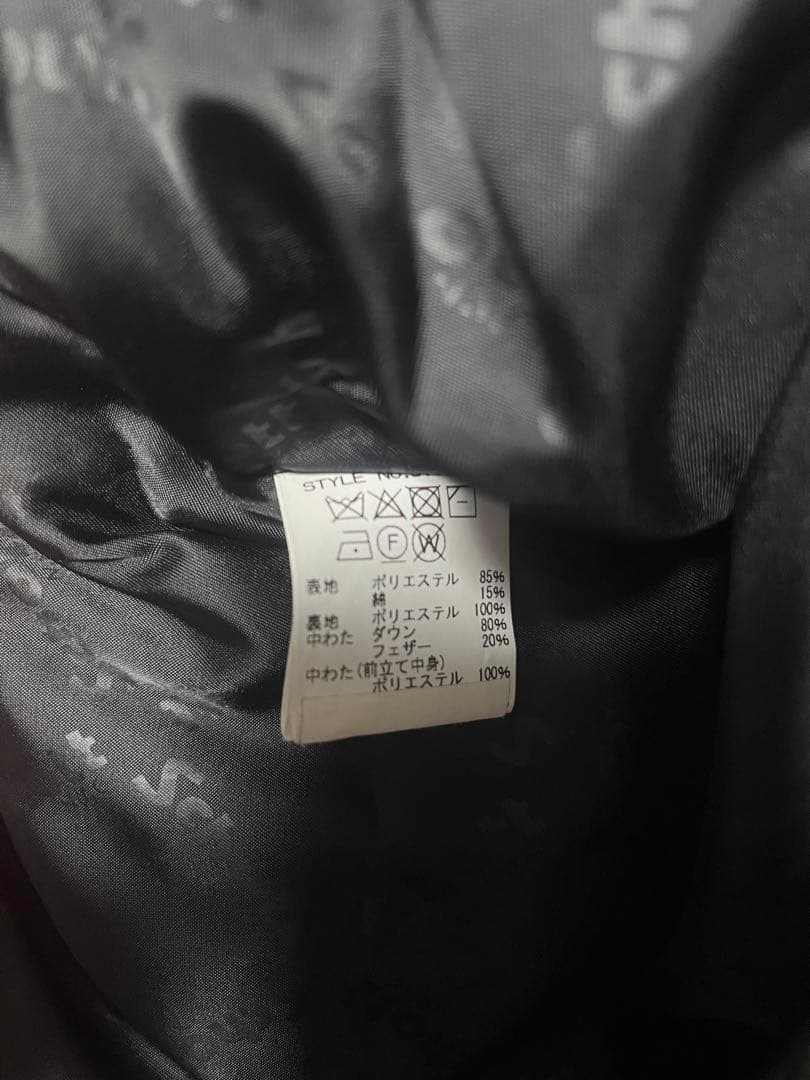 sh
STYLE NO.
F W
表地 ポリエステル 85%
綿 15%
裏地 ポリエステル 100%
中わた ダウン 80%
フェザー 20%
中わた(前立て中身)
ポリエステル 100%